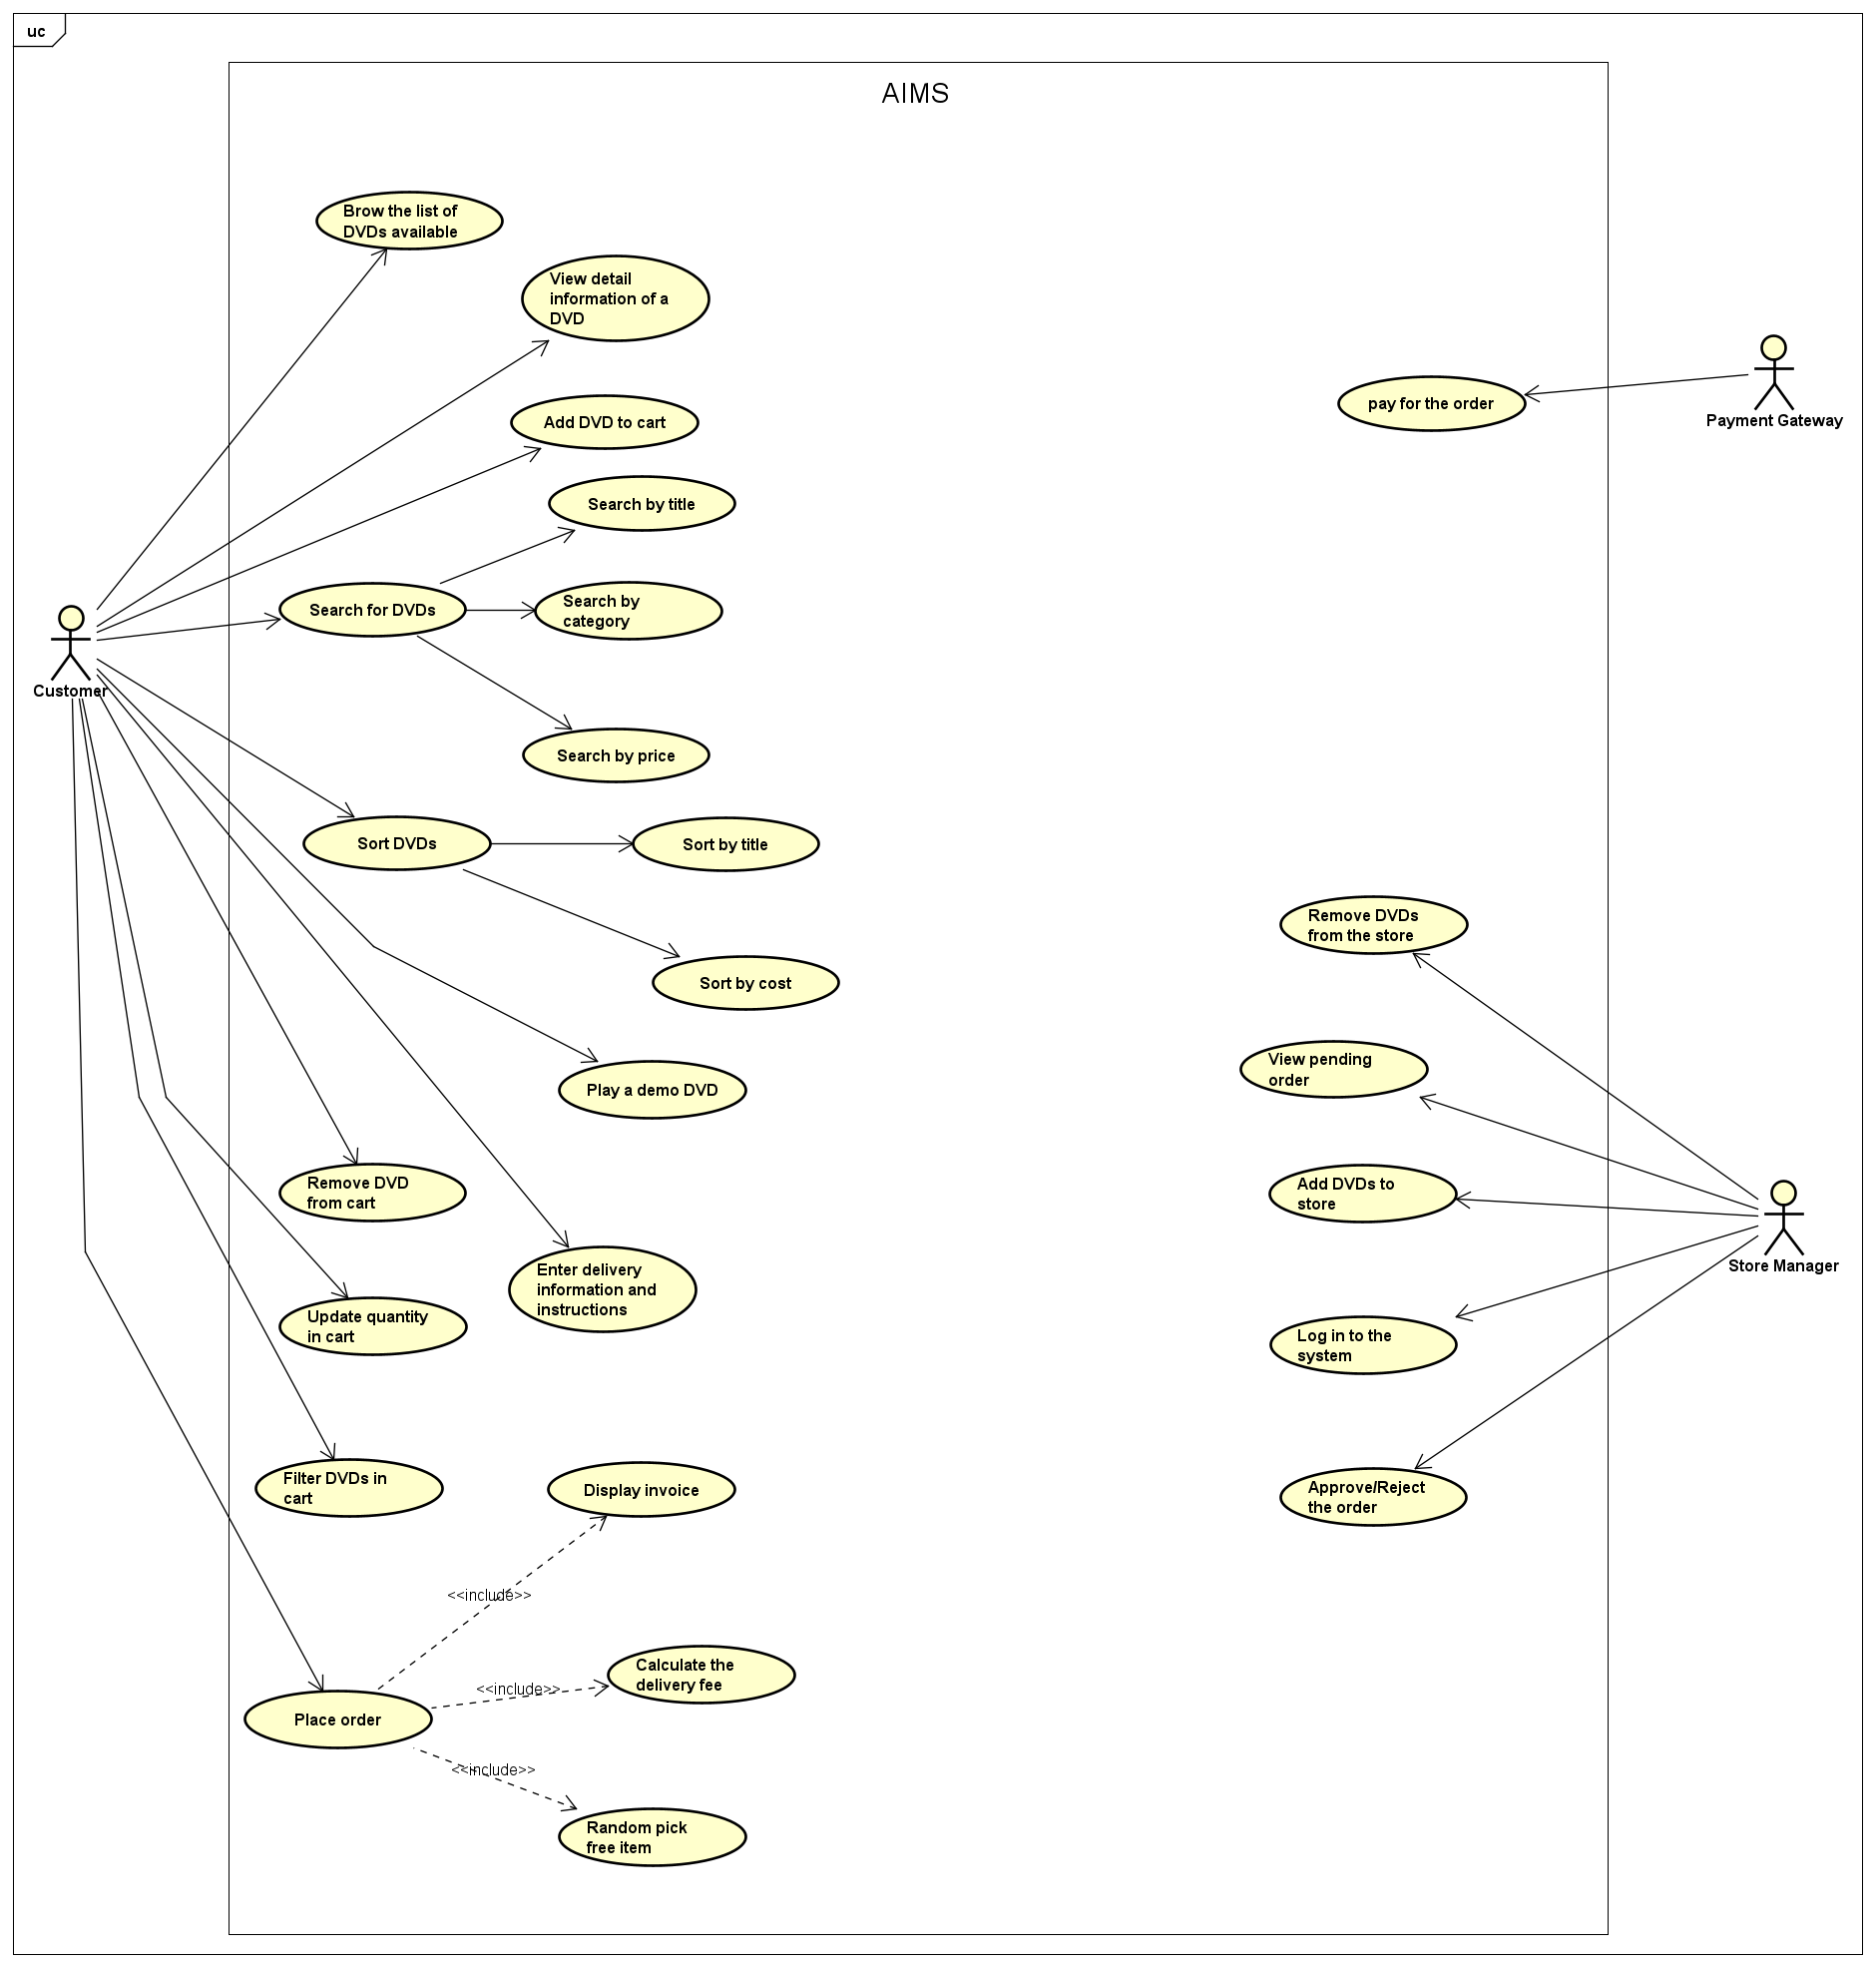 uc
AIMS
Brow the list of
DVDs available
View detail
information of a
DVD
pay for the order
Payment Gateway
Add DVD to cart
Search by title
Search for DVDs
Search by
category
Customer
Search by price
Sort DVDs
Sort by title
Remove DVDs
from the store
Sort by cost
View pending
order
Play a demo DVD
Remove DVD
from cart
Add DVDs to
store
Store Manager
Enter delivery
information and
instructions
Update quantity
in cart
Log in to the
system
Filter DVDs in
cart
Display invoice
Approve/Reject
the order
<<include>>
Calculate the
delivery fee
<<include>>
Place order
<<include>>
Random pick
free item